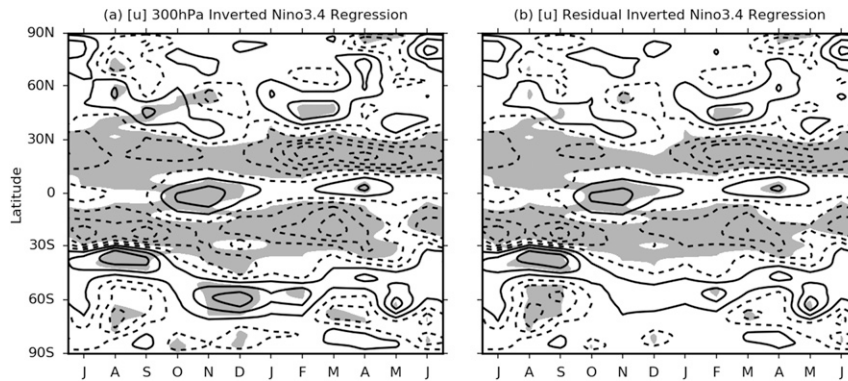 (a) [u] 300hPa Inverted Nino3.4 Regression
90N
60N
30N
0
30S
60S
90S
Latitude
J A S O N D J F M A M J
(b) [u] Residual Inverted Nino3.4 Regression
J A S O N D J F M A M J